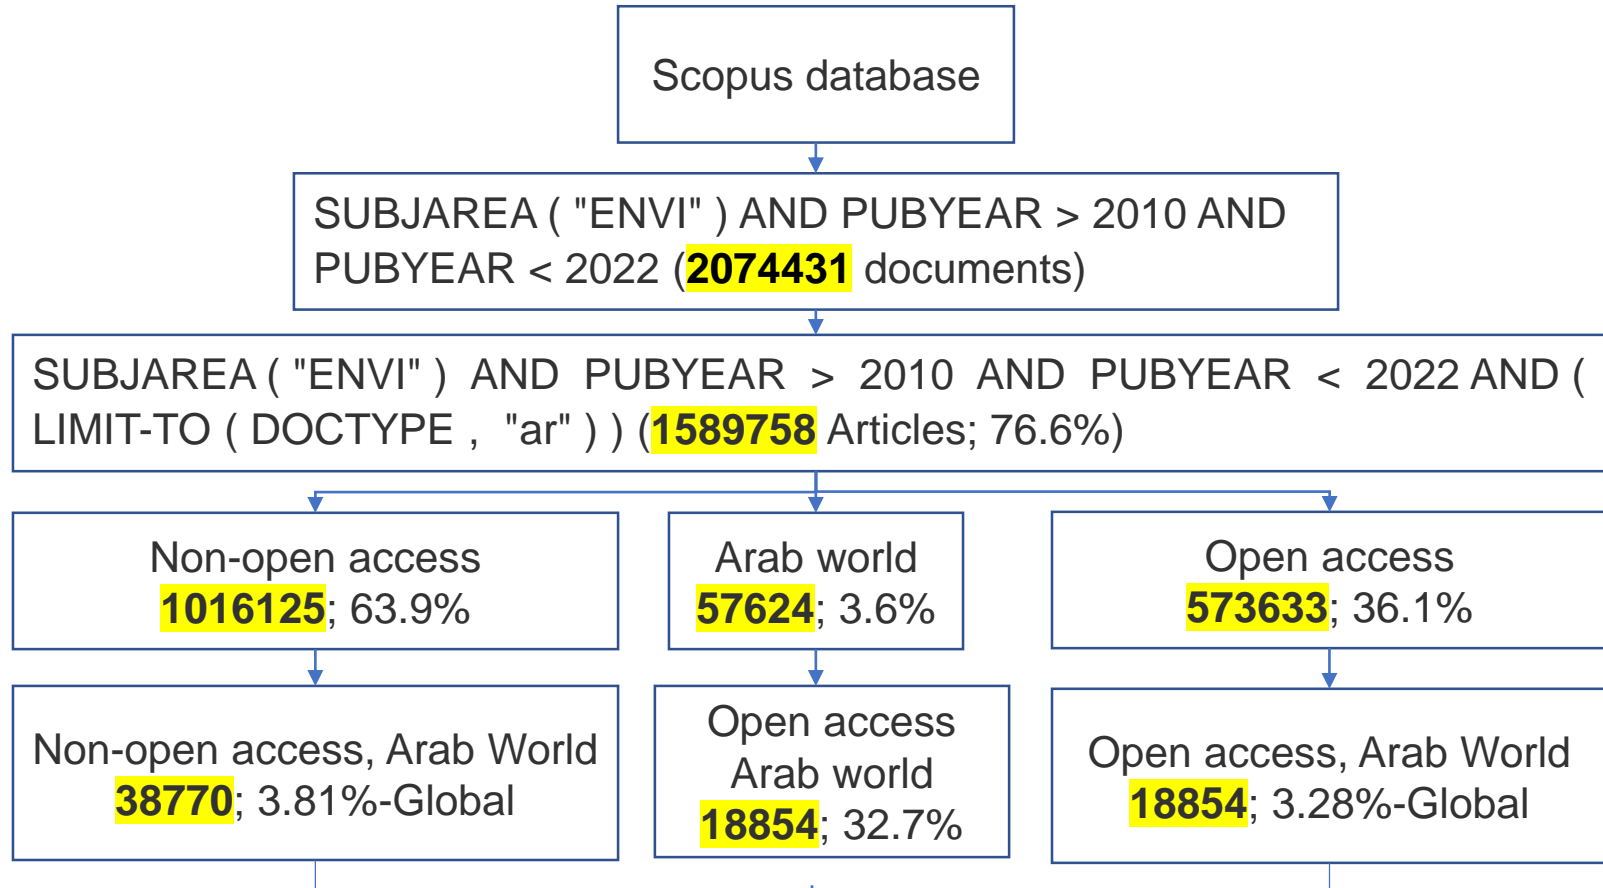 Scopus database
SUBJAREA ( "ENVI" ) AND PUBYEAR > 2010 AND
PUBYEAR < 2022 (2074431 documents)
SUBJAREA ( "ENVI" ) AND PUBYEAR > 2010 AND PUBYEAR < 2022 AND (
LIMIT-TO ( DOCTYPE , "ar" ) ) (1589758 Articles; 76.6%)
Non-open access
1016125; 63.9%
Arab world
57624; 3.6%
Open access
573633; 36.1%
Non-open access, Arab World
38770; 3.81%-Global
Open access
Arab world
18854; 32.7%
Open access, Arab World
18854; 3.28%-Global